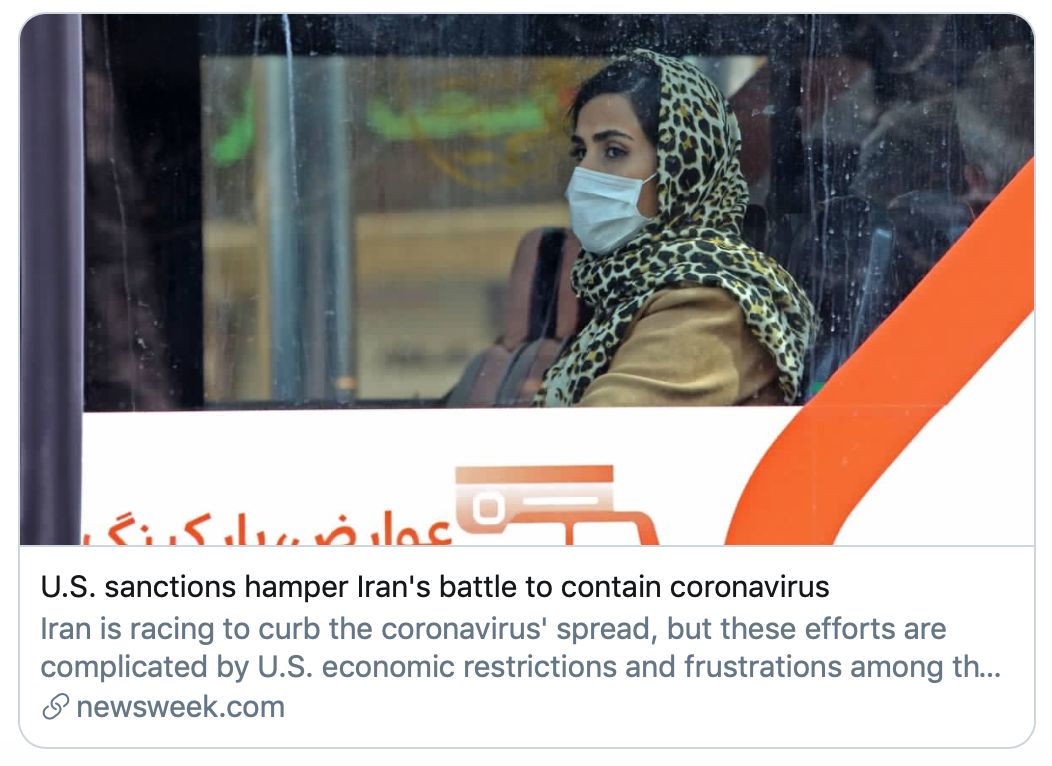 عوارض، پارکینگ
U.S. sanctions hamper Iran's battle to contain coronavirus
Iran is racing to curb the coronavirus' spread, but these efforts are
complicated by U.S. economic restrictions and frustrations among th...
newsweek.com